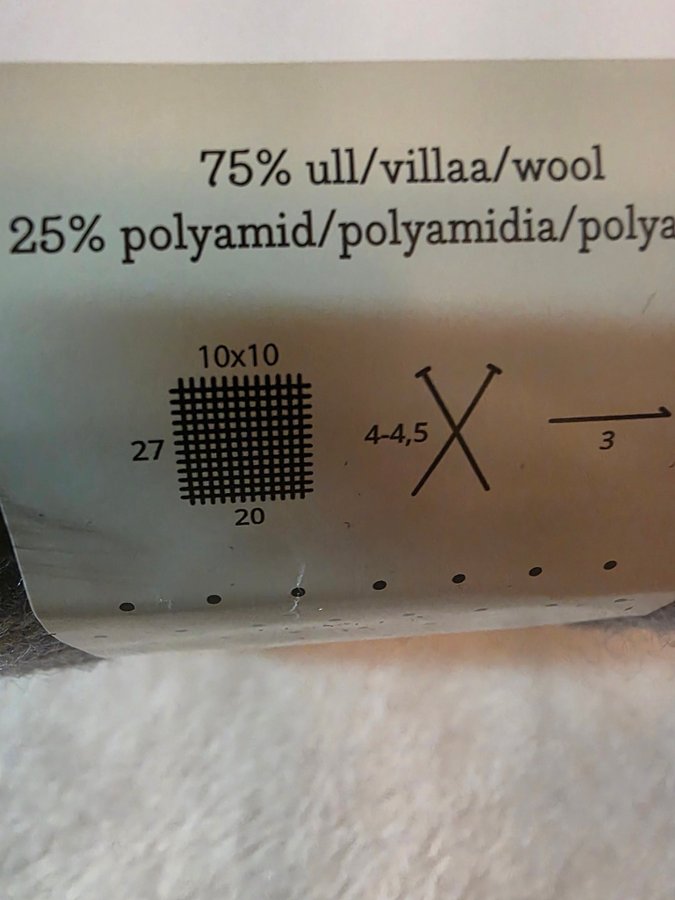 75% ull/villaa/wool
25% polyamid/polyamidia/polya
10x10
27
4-4,5
3
20